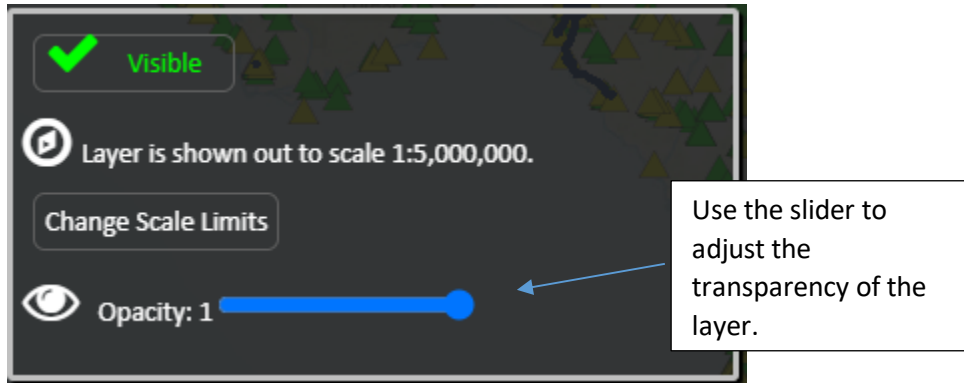 Visible
Layer is shown out to scale 1:5,000,000.
Change Scale Limits
Opacity: 1
Use the slider to
adjust the
transparency of the
layer.